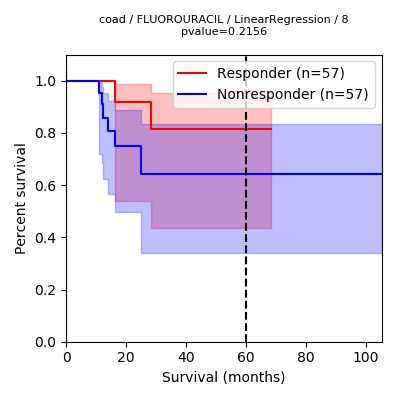 coad / FLUOROURACIL / LinearRegression / 8
pvalue=0.2156
Responder (n=57)
Nonresponder (n=57)
Percent survival
1.0
0.8
0.6
0.4
0.2
0.0
0 20 40 60 80 100
Survival (months)